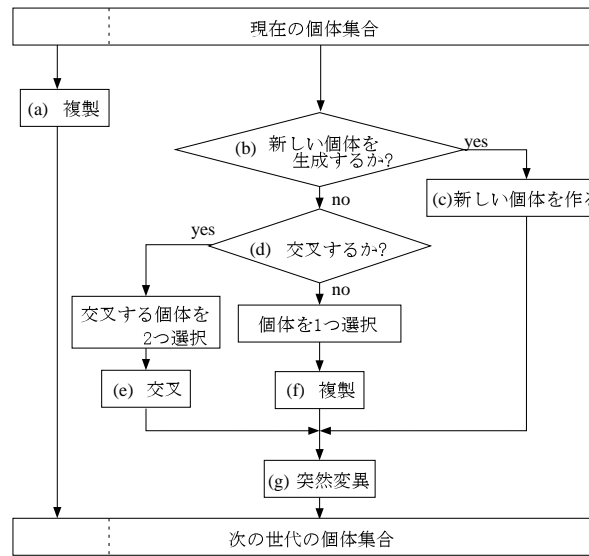 現在の個体集合
(a) 複製
(b) 新しい個体を
生成するか?
yes
no
(c)新しい個体を作る
(d) 交叉するか?
yes
no
交叉する個体を
2つ選択
個体を1つ選択
(e) 交叉
(f) 複製
(g) 突然変異
次の世代の個体集合